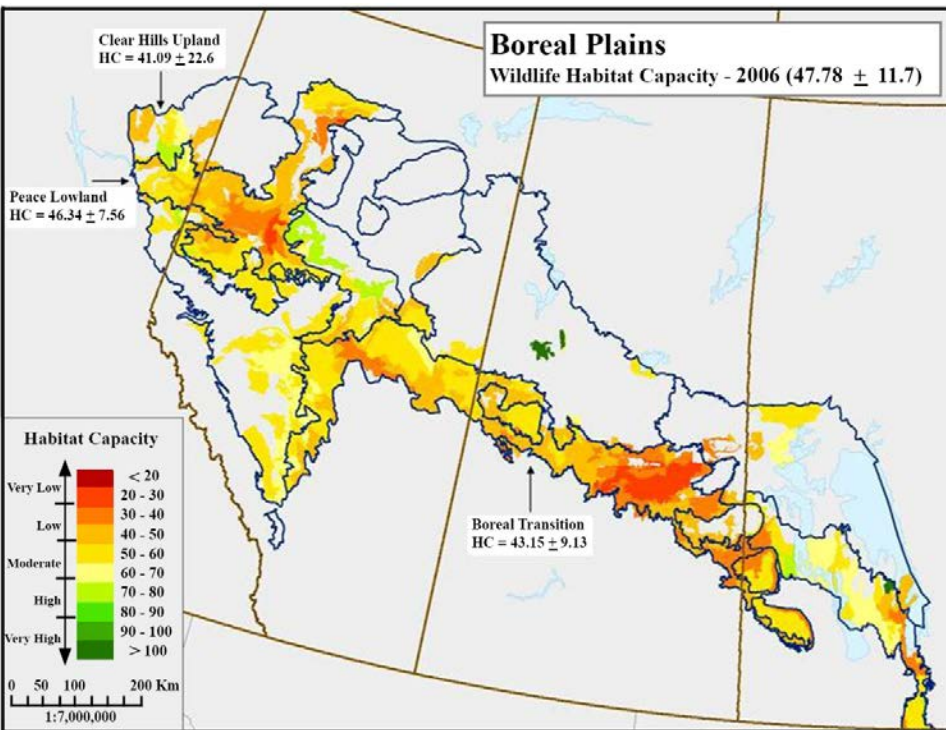 Clear Hills Upland
HC = 41.09 ± 22.6
Boreal Plains
Wildlife Habitat Capacity - 2006 (47.78 ± 11.7)
Peace Lowland
HC = 46.34 ± 7.56
Boreal Transition
HC = 43.15 ± 9.13
Habitat Capacity
Very Low
Low
Moderate
High
Very High
< 20
20 - 30
30 - 40
40 - 50
50 - 60
60 - 70
70 - 80
80 - 90
90 - 100
> 100
0 50 100 200 Km
1:7,000,000